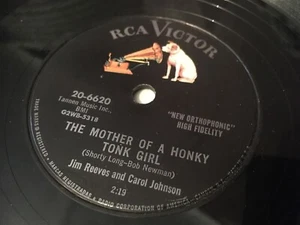 RCA VICTOR
20-6620
Tannen Music Inc.,
BMI
G2WB-5318
"NEW ORTHOPHONIC"
HIGH FIDELITY
THE MOTHER OF A HONKY
TONK GIRL
(Shorty Long-Bob Newman)
Jim Reeves and Carol Johnson
2:19
RADIO CORPORATION OF AMERICA